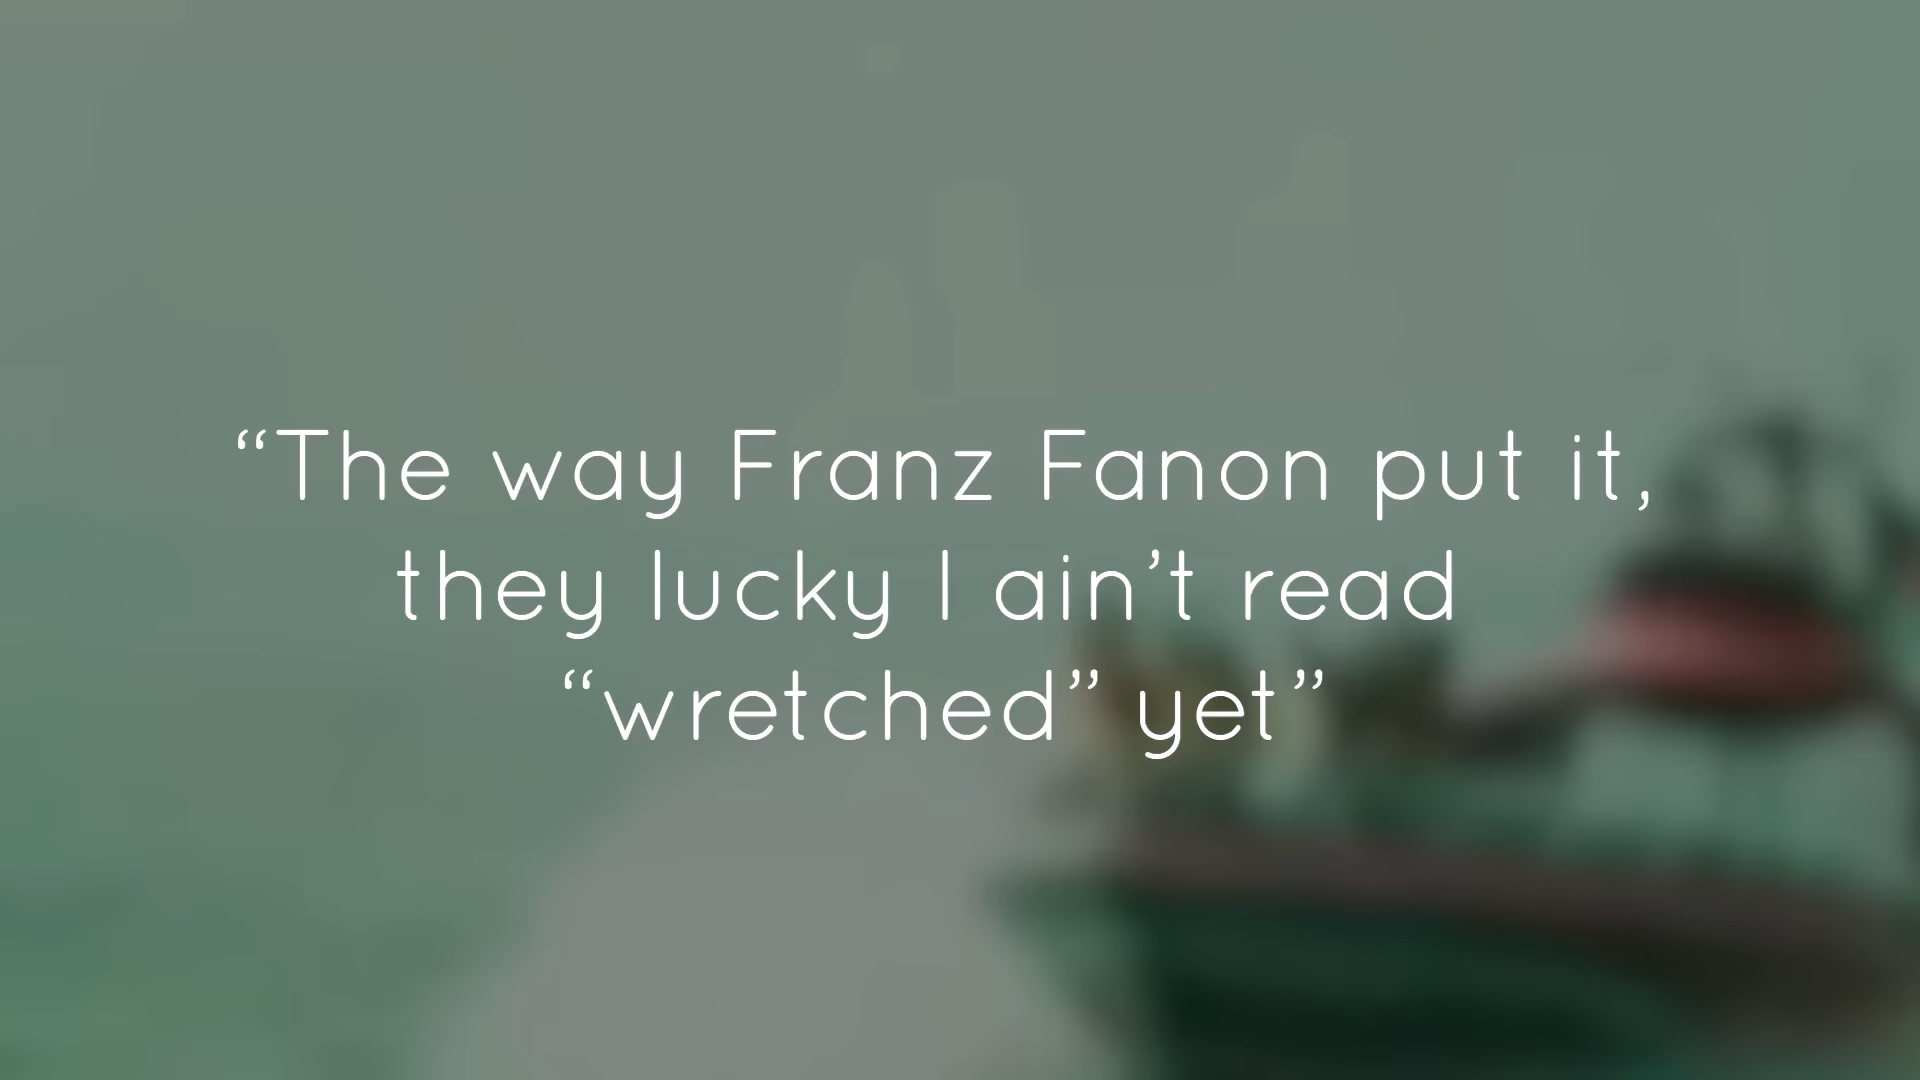 “The way Franz Fanon put it,
they lucky I ain’t read
“wretched” yet”